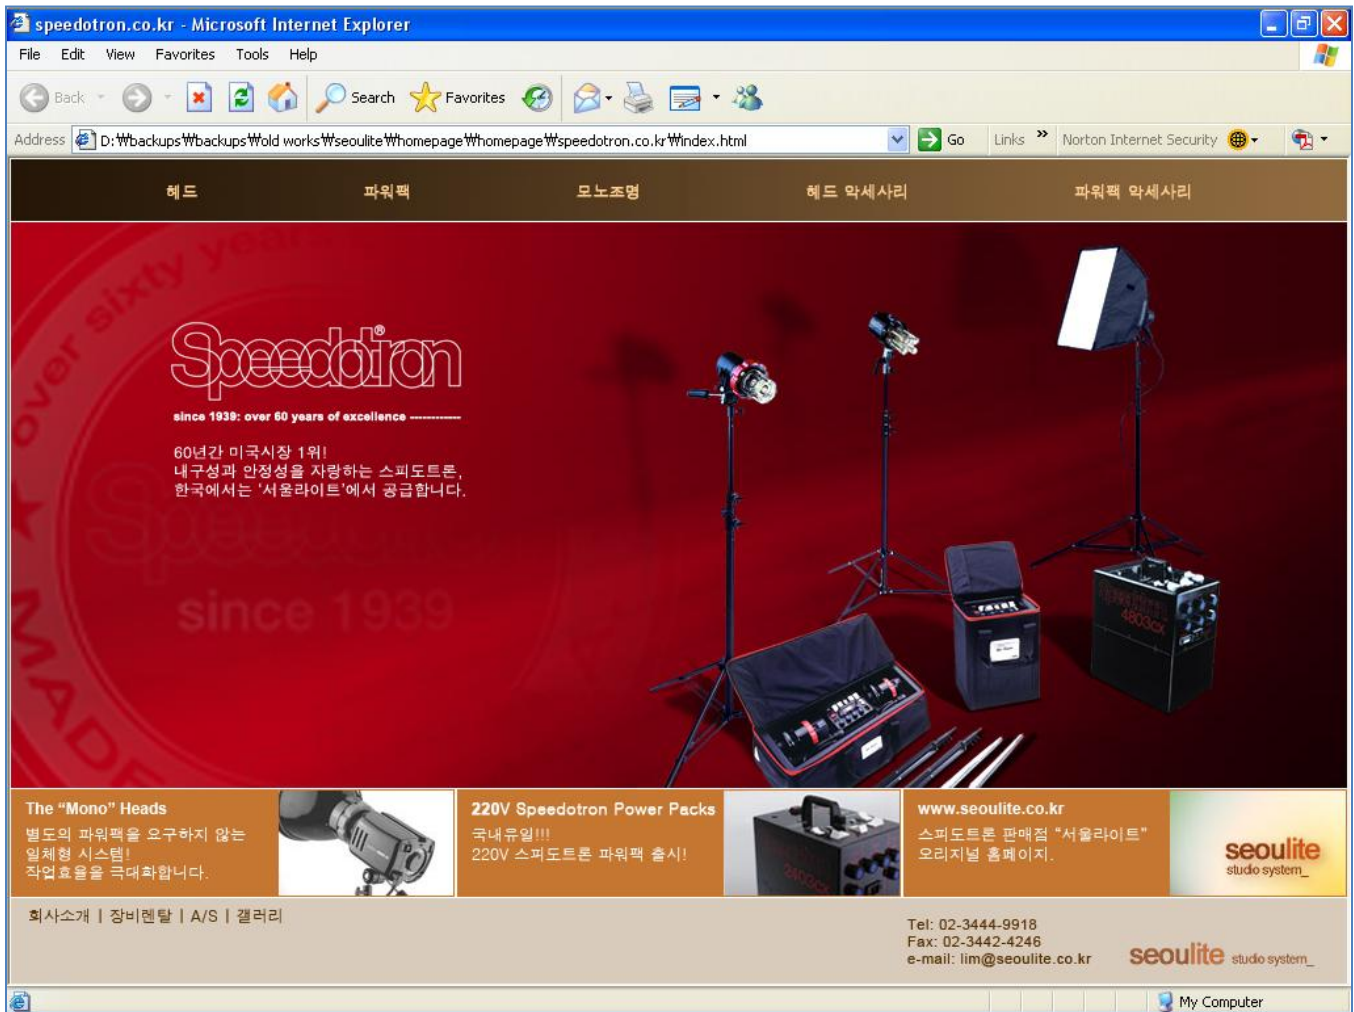 speedotron.co.kr - Microsoft Internet Explorer
File Edit View Favorites Tools Help
Back Search Favorites
Address D:₩backups₩backups₩old works₩seoulite₩homepage₩homepage₩speedotron.co.kr₩index.html Go Links » Norton Internet Security
헤드 파워팩 모노조명 헤드 악세사리 파워팩 악세사리
over sixty years
Speedotron®
since 1939: over 60 years of excellence ------------
60년간 미국시장 1위!
내구성과 안정성을 자랑하는 스피도트론,
한국에서는 '서울라이트'에서 공급합니다.
Speedotron
since 1939
MADE
4803cx
The “Mono” Heads
별도의 파워팩을 요구하지 않는
일체형 시스템!
작업효율을 극대화합니다.
220V Speedotron Power Packs
국내유일!!!
220V 스피도트론 파워팩 출시!
2403cx
www.seoulite.co.kr
스피도트론 판매점 “서울라이트”
오리지널 홈페이지.
seoulite
studio system_
회사소개 | 장비렌탈 | A/S | 갤러리
Tel: 02-3444-9918
Fax: 02-3442-4246
e-mail: lim@seoulite.co.kr
seoulite studio system_
My Computer